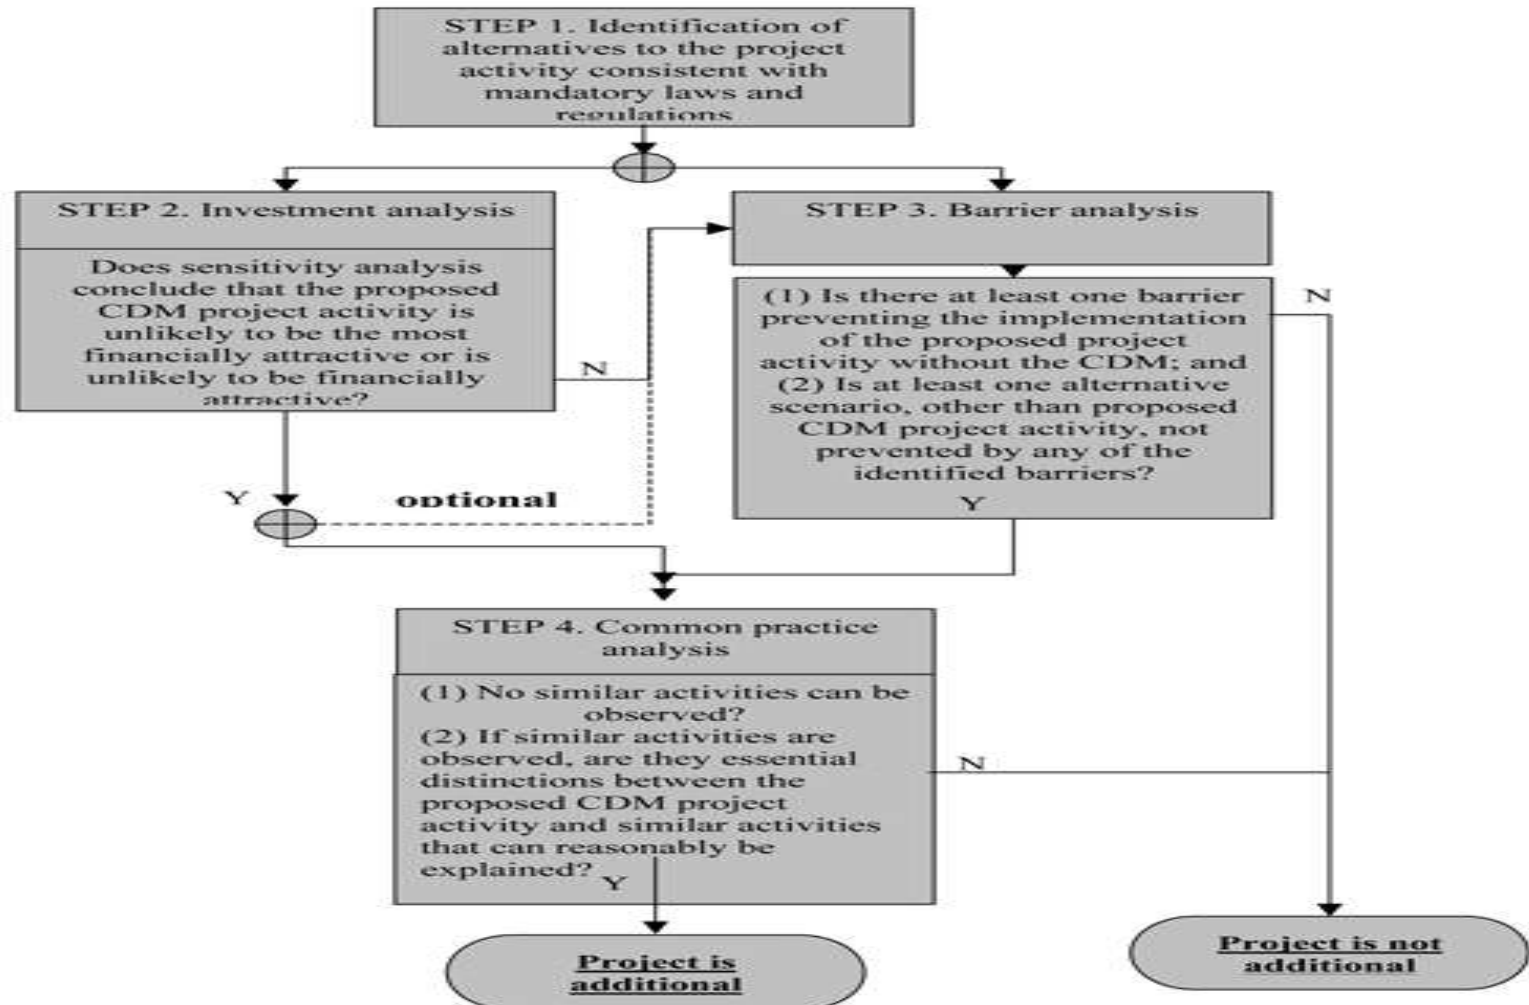 STEP 1. Identification of
alternatives to the project
activity consistent with
mandatory laws and
regulations
STEP 2. Investment analysis
Does sensitivity analysis
conclude that the proposed
CDM project activity is
unlikely to be the most
financially attractive or is
unlikely to be financially
attractive?
N
Y
optional
STEP 3. Barrier analysis
(1) Is there at least one barrier
preventing the implementation
of the proposed project
activity without the CDM; and
(2) Is at least one alternative
scenario, other than proposed
CDM project activity, not
prevented by any of the
identified barriers?
Y
N
STEP 4. Common practice
analysis
(1) No similar activities can be
observed?
(2) If similar activities are
observed, are they essential
distinctions between the
proposed CDM project
activity and similar activities
that can reasonably be
explained?
Y
N
Project is
additional
Project is not
additional